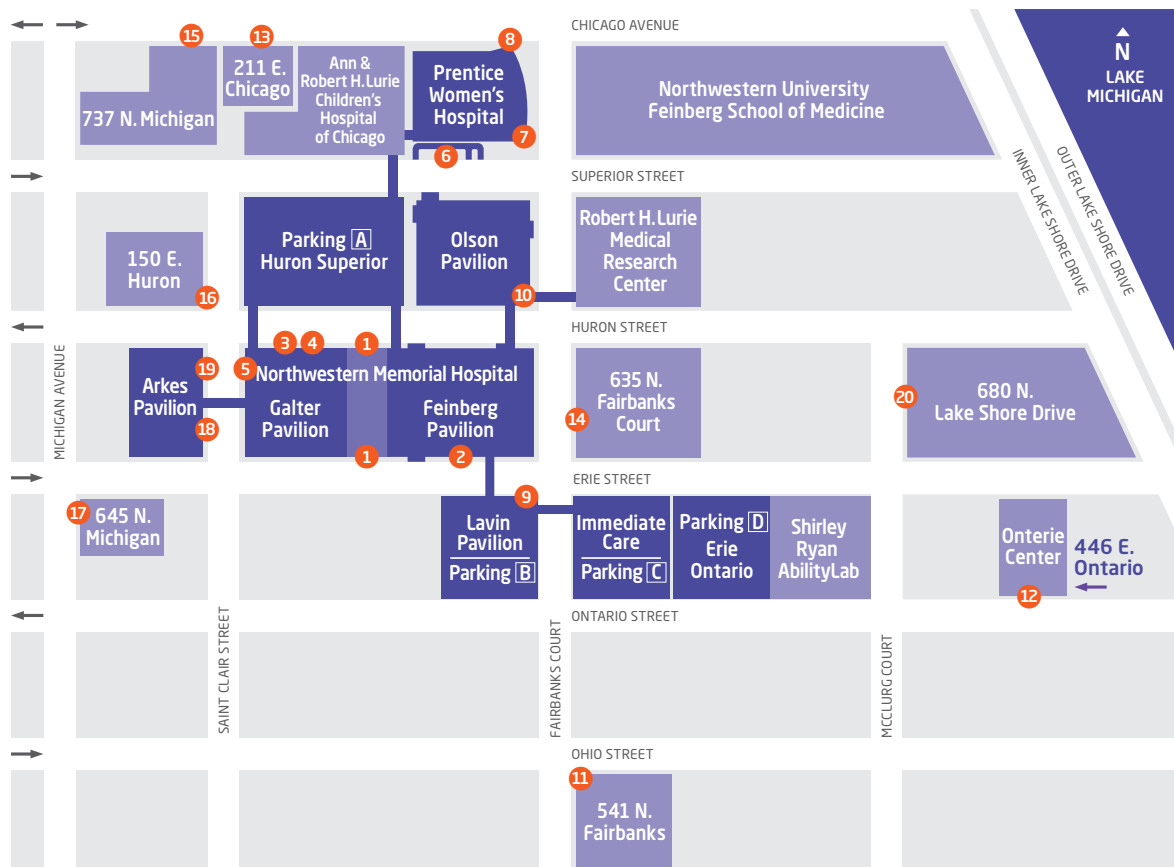 CHICAGO AVENUE
15
13
8
N
LAKE
MICHIGAN
737 N. Michigan
211 E.
Chicago
Ann &
Robert H. Lurie
Children's
Hospital
of Chicago
Prentice
Women's
Hospital
7
6
Northwestern University
Feinberg School of Medicine
INNER LAKE SHORE DRIVE
OUTER LAKE SHORE DRIVE
SUPERIOR STREET
150 E.
Huron
16
Parking A
Huron Superior
Olson
Pavilion
10
Robert H. Lurie
Medical
Research
Center
HURON STREET
MICHIGAN AVENUE
Arkes
Pavilion
19
18
3
4
1
5
Northwestern Memorial Hospital
Galter
Pavilion
Feinberg
Pavilion
1
2
635 N.
Fairbanks
Court
14
680 N.
Lake Shore Drive
20
ERIE STREET
17
645 N.
Michigan
9
Lavin
Pavilion
Parking B
Immediate
Care
Parking C
Parking D
Erie
Ontario
Shirley
Ryan
AbilityLab
Onterie
Center
446 E.
Ontario
12
ONTARIO STREET
SAINT CLAIR STREET
FAIRBANKS COURT
MCCLURG COURT
OHIO STREET
11
541 N.
Fairbanks